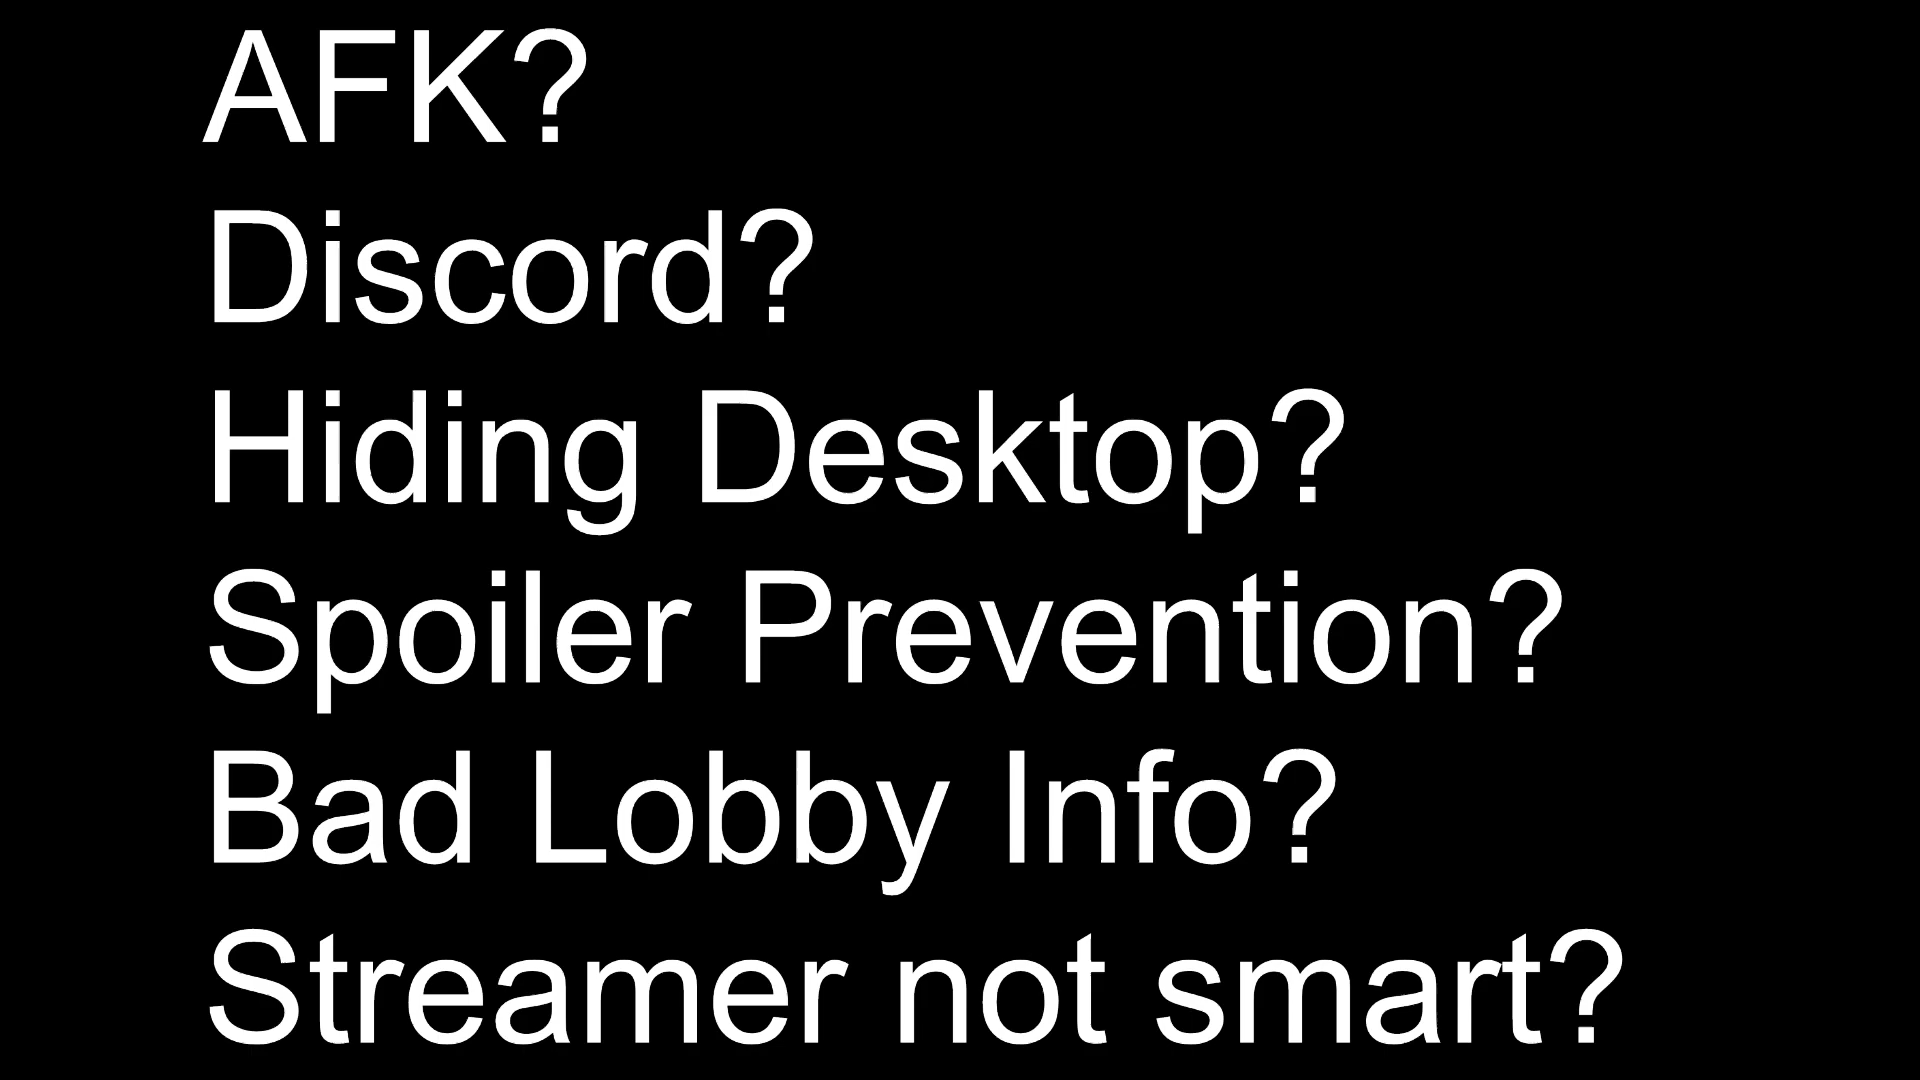 AFK?
Discord?
Hiding Desktop?
Spoiler Prevention?
Bad Lobby Info?
Streamer not smart?